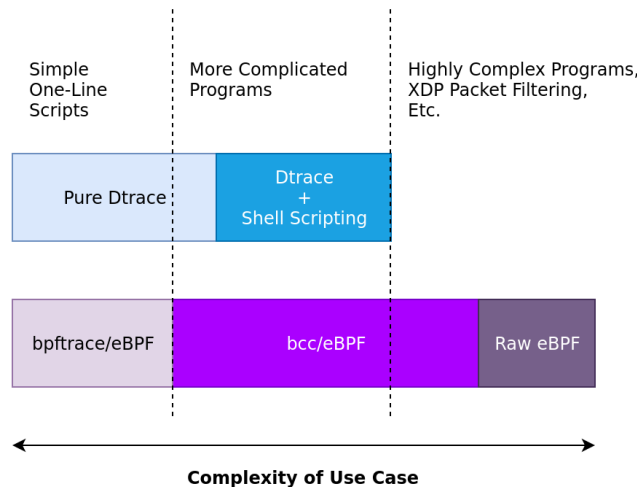 Simple
One-Line
Scripts
More Complicated
Programs
Highly Complex Programs,
XDP Packet Filtering,
Etc.
Pure Dtrace
Dtrace
+
Shell Scripting
bpftrace/eBPF
bcc/eBPF
Raw eBPF
Complexity of Use Case